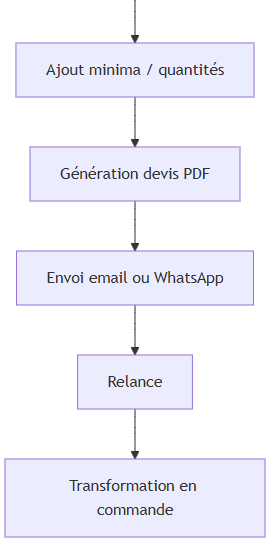 Ajout minima / quantités
Génération devis PDF
Envoi email ou WhatsApp
Relance
Transformation en
commande